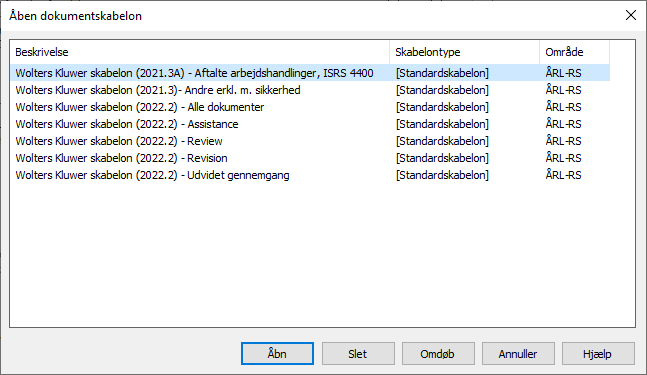 Åben dokumentskabelon
Beskrivelse Skabelontype Område
Wolters Kluwer skabelon (2021.3A) - Aftalte arbejdshandlinger, ISRS 4400 [Standardskabelon] ÅRL-RS
Wolters Kluwer skabelon (2021.3)- Andre erkl. m. sikkerhed [Standardskabelon] ÅRL-RS
Wolters Kluwer skabelon (2022.2) - Alle dokumenter [Standardskabelon] ÅRL-RS
Wolters Kluwer skabelon (2022.2) - Assistance [Standardskabelon] ÅRL-RS
Wolters Kluwer skabelon (2022.2) - Review [Standardskabelon] ÅRL-RS
Wolters Kluwer skabelon (2022.2) - Revision [Standardskabelon] ÅRL-RS
Wolters Kluwer skabelon (2022.2) - Udvidet gennemgang [Standardskabelon] ÅRL-RS
Åbn Slet Omdøb Annuller Hjælp